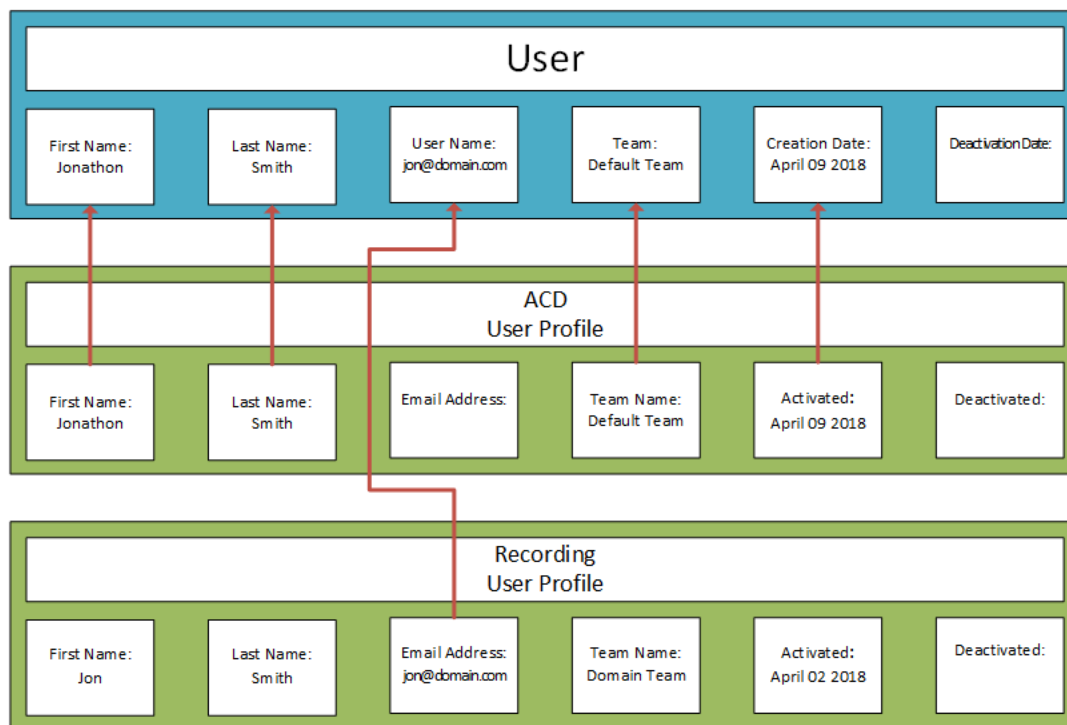 User
First Name:
Jonathon
Last Name:
Smith
User Name:
jon@domain.com
Team:
Default Team
Creation Date:
April 09 2018
Deactivation Date:
ACD
User Profile
First Name:
Jonathon
Last Name:
Smith
Email Address:
Team Name:
Default Team
Activated:
April 09 2018
Deactivated:
Recording
User Profile
First Name:
Jon
Last Name:
Smith
Email Address:
jon@domain.com
Team Name:
Domain Team
Activated:
April 02 2018
Deactivated: